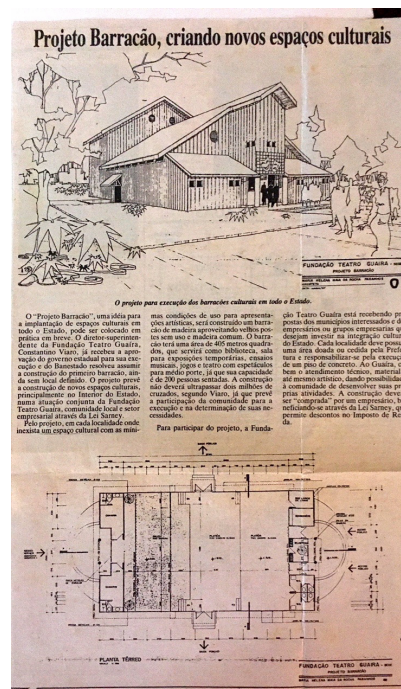 Projeto Barracão, criando novos espaços culturais
FUNDAÇÃO TEATRO GUAIRA
PROJETO BARRACÃO
O projeto para execução dos barracões culturais em todo o Estado.
O "Projeto Barracão", uma idéia para
a implantação de espaços culturais em
todo o Estado, pode ser colocado em
prática em breve. O diretor-superinten-
dente da Fundação Teatro Guaira,
Constantino Viaro, já recebeu a apro-
vação do governo estadual para sua exe-
cução e do Banestado resolveu assumir
a construção do primeiro barracão, ain-
da sem local definido. O projeto prevê
a construção de novos espaços culturais,
principalmente no Interior do Estado,
numa atuação conjunta da Fundação
Teatro Guaira, comunidade local e setor
empresarial através da Lei Sarney.
Pelo projeto, em cada localidade onde
inexista um espaço cultural com as míni-
mas condições de uso para apresenta-
ções artísticas, será construído um barra-
cão de madeira aproveitando velhos pos-
tes sem uso e madeira comum. O barra-
cão terá uma área de 405 metros quadra-
dos, que servirá como biblioteca, sala
para exposições temporárias, ensaios
musicais, jogos e teatro com espetáculos
para médio porte, já que sua capacidade
é de 200 pessoas sentadas. A construção
não deverá ultrapassar dois milhões de
cruzados, segundo Viaro, já que prevê
a participação da comunidade para a
execução e na determinação de suas ne-
cessidades.
Para participar do projeto, a Funda-
ção Teatro Guaira está recebendo pro
postas dos municípios interessados e d
empresários ou grupos empresarias q
desejam investir na integração cultur
do Estado. Cada localidade deve possu
uma área doada ou cedida pela Prefe
tura e responsabilizar-se pela execuçã
de um piso de concreto. Ao Guaira, c
bem o atendimento técnico, material
até mesmo artístico, dando possibilidad
à comunidade de desenvolver suas pr
prias atividades. A construção deve
ser "comprada" por um empresário, b
neficiando-se através da Lei Sarney, qu
permite descontos no Imposto de Re
da.
PLANTA TÉRREO
FUNDAÇÃO TEATRO GUAIRA
PROJETO BARRACÃO